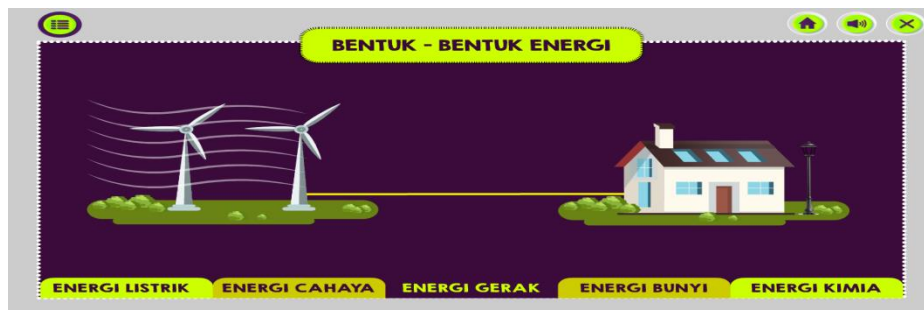 BENTUK - BENTUK ENERGI
ENERGI LISTRIK
ENERGI CAHAYA
ENERGI GERAK
ENERGI BUNYI
ENERGI KIMIA